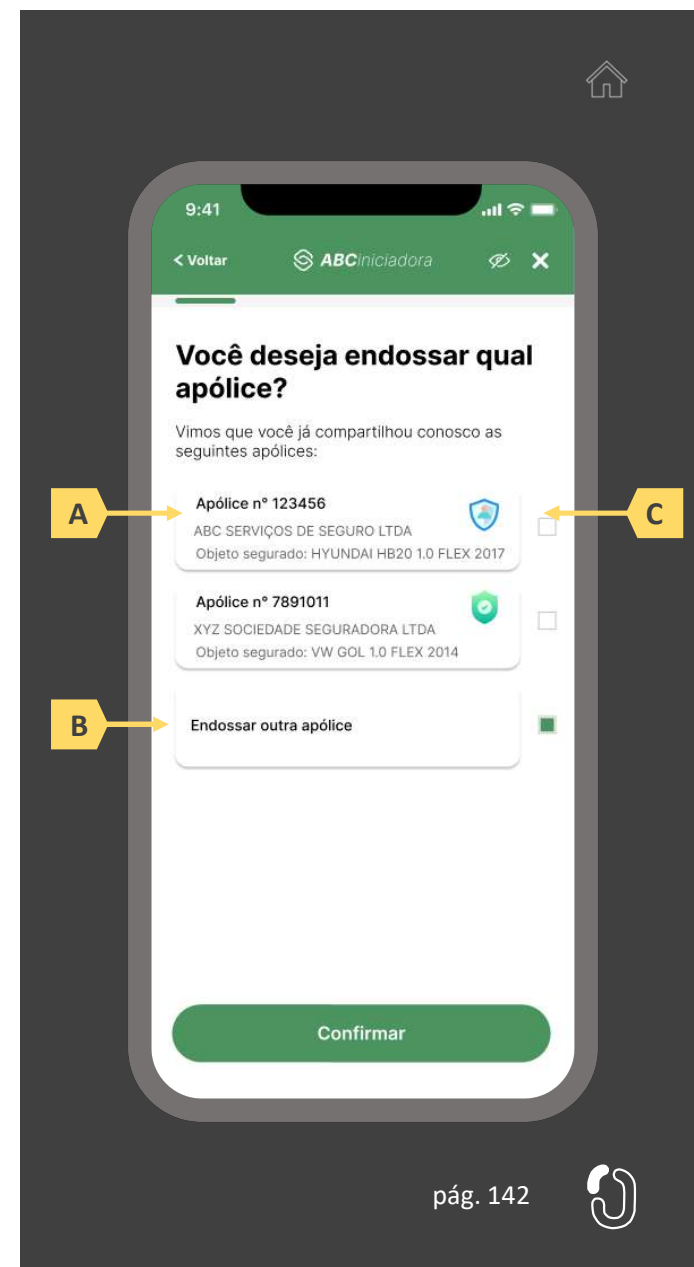 9:41
< Voltar
ABCiniciadora
Você deseja endossar qual
apólice?
Vimos que você já compartilhou conosco as
seguintes apólices:
A
Apólice n° 123456
ABC SERVIÇOS DE SEGURO LTDA
Objeto segurado: HYUNDAI HB20 1.0 FLEX 2017
C
Apólice n° 7891011
XYZ SOCIEDADE SEGURADORA LTDA
Objeto segurado: VW GOL 1.0 FLEX 2014
B
Endossar outra apólice
Confirmar
pág. 142